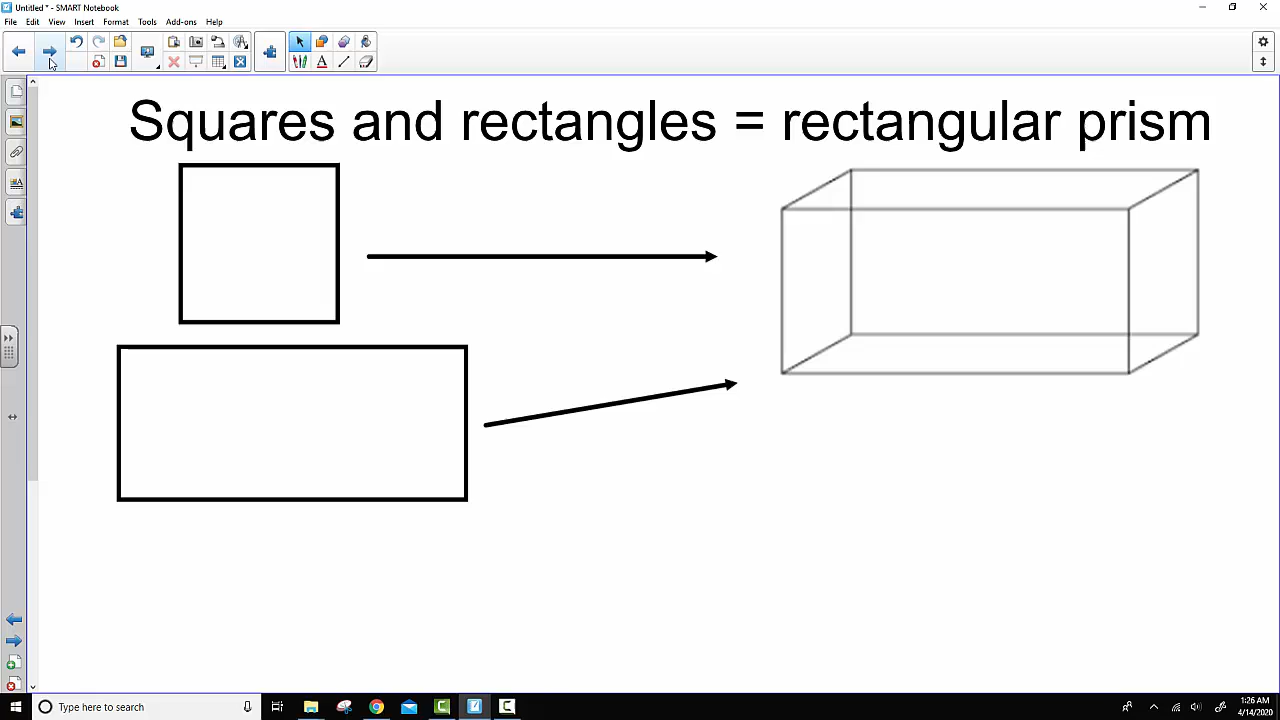 Untitled * - SMART Notebook
File Edit View Insert Format Tools Add-ons Help
Squares and rectangles = rectangular prism
Type here to search
1:26 AM
4/14/2020